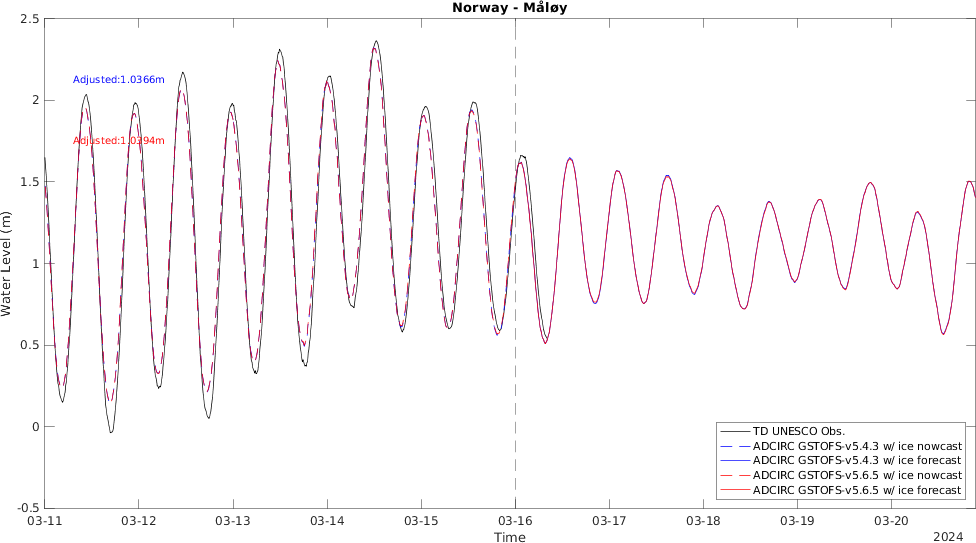 Norway - Måløy
2.5
2
1.5
1
0.5
0
-0.5
Water Level (m)
Adjusted:1.0366m
Adjusted:1.0394m
TD UNESCO Obs.
ADCIRC GSTOFS-v5.4.3 w/ ice nowcast
ADCIRC GSTOFS-v5.4.3 w/ ice forecast
ADCIRC GSTOFS-v5.6.5 w/ ice nowcast
ADCIRC GSTOFS-v5.6.5 w/ ice forecast
03-11 03-12 03-13 03-14 03-15 03-16 03-17 03-18 03-19 03-20
Time
2024